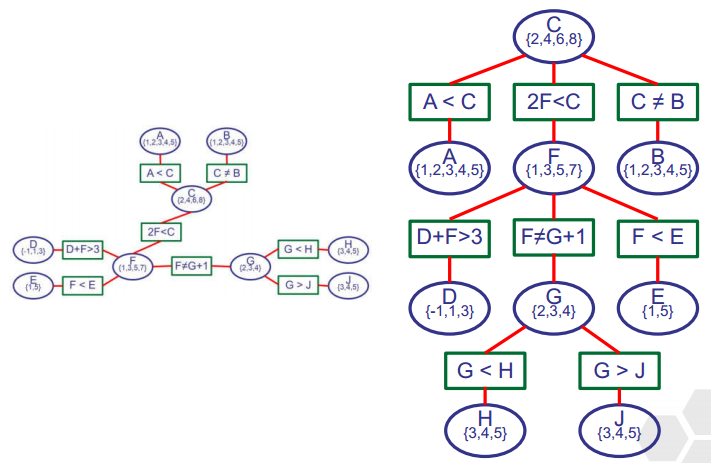 A
{1,2,3,4,5}
B
{1,2,3,4,5}
A < C
C ≠ B
C
{2,4,6,8}
2F<C
D
{-1,1,3}
D+F>3
F
{1,3,5,7}
F≠G+1
G
{2,3,4}
G < H
H
{3,4,5}
E
{1,5}
F < E
G > J
J
{3,4,5}
C
{2,4,6,8}
A < C
2F<C
C ≠ B
A
{1,2,3,4,5}
F
{1,3,5,7}
B
{1,2,3,4,5}
D+F>3
F≠G+1
F < E
D
{-1,1,3}
G
{2,3,4}
E
{1,5}
G < H
G > J
H
{3,4,5}
J
{3,4,5}